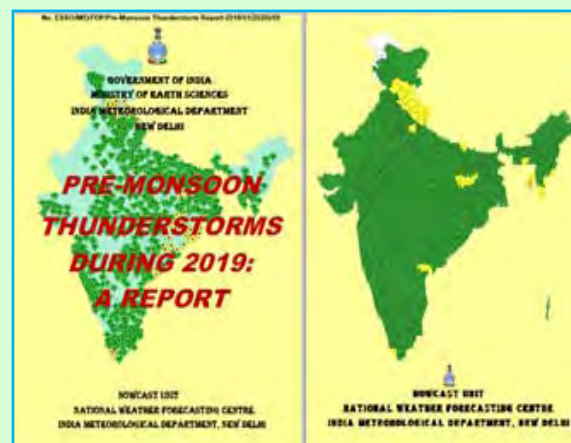 GOVERNMENT OF INDIA
MINISTRY OF EARTH SCIENCES
INDIA METEOROLOGICAL DEPARTMENT
NEW DELHI
PRE-MONSOON
THUNDERSTORMS
DURING 2019:
A REPORT
NOWCAST UNIT
NATIONAL WEATHER FORECASTING CENTRE
INDIA METEOROLOGICAL DEPARTMENT, NEW DELHI
NOWCAST UNIT
NATIONAL WEATHER FORECASTING CENTRE
INDIA METEOROLOGICAL DEPARTMENT, NEW DELHI